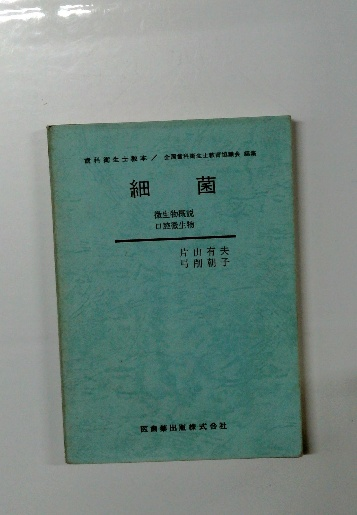 歯科衛生士教本／全国歯科衛生士教育協議会 編集
細菌
微生物概説
口腔微生物
片山有夫
弓削朝子
医歯薬出版株式会社